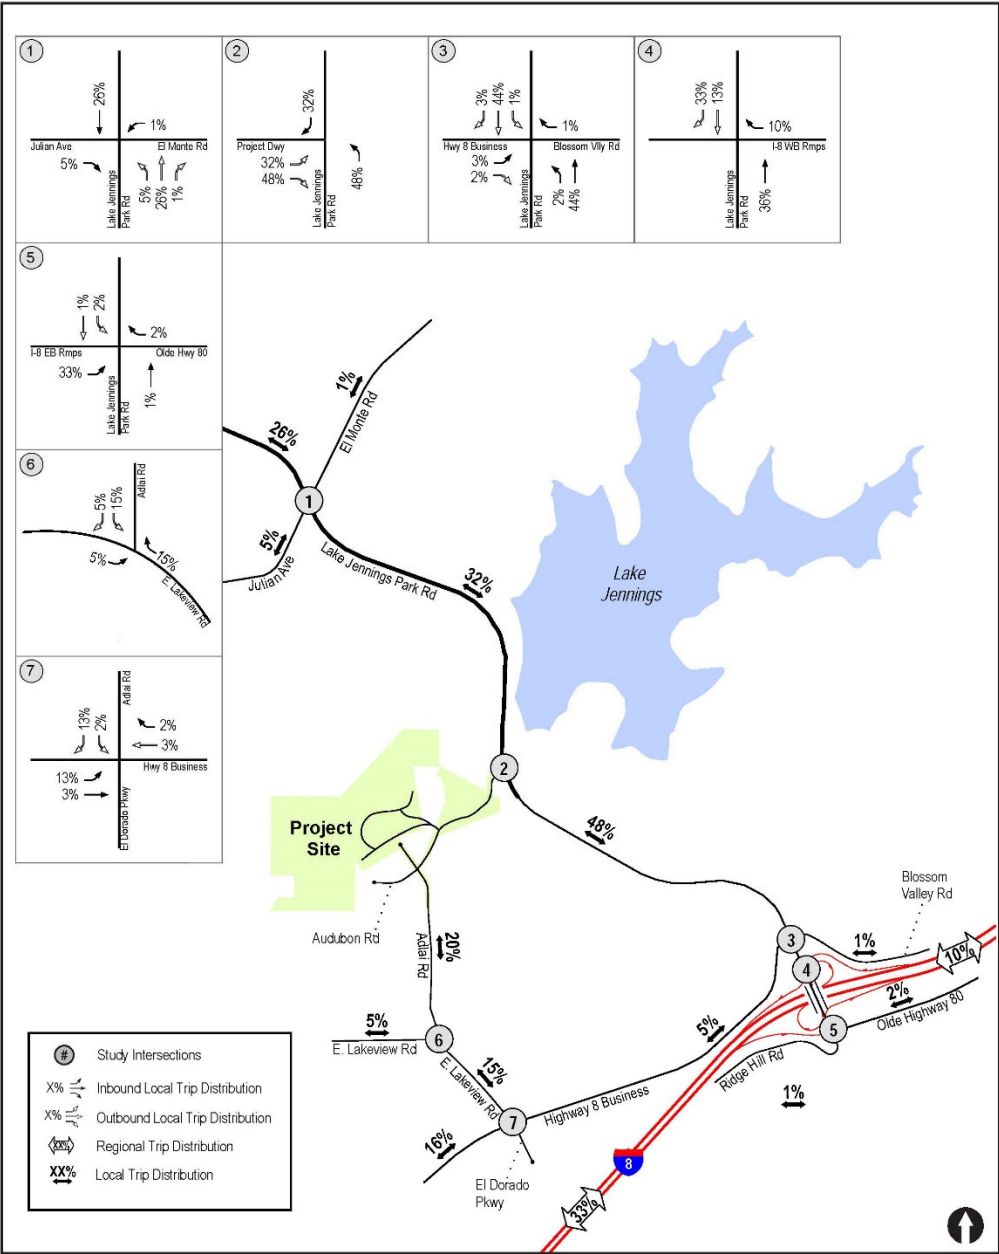 1
26%
1%
Julian Ave
El Monte Rd
5%
5%
26%
1%
Lake Jennings
Park Rd
2
32%
Project Dwy
32%
48%
48%
Lake Jennings
Park Rd
3
3%
44%
1%
1%
Hwy 8 Business
Blossom Vlly Rd
3%
2%
2%
44%
Lake Jennings
Park Rd
4
33%
13%
10%
I-8 WB Rmps
36%
Lake Jennings
Park Rd
5
1%
2%
2%
I-8 EB Rmps
Olde Hwy 80
33%
1%
Lake Jennings
Park Rd
6
5%
15%
Adlai Rd
5%
15%
E. Lakeview Rd
7
13%
2%
Adlai Rd
2%
3%
Hwy 8 Business
13%
3%
El Dorado Pkwy
1%
El Monte Rd
26%
1
5%
Julian Ave
Lake Jennings Park Rd
32%
Lake
Jennings
2
Project
Site
48%
Audubon Rd
Adlai Rd
20%
Blossom
Valley Rd
3
1%
10%
4
2%
Olde Highway 80
5
5%
Ridge Hill Rd
1%
5%
E. Lakeview Rd
6
15%
E. Lakeview Rd
7
Highway 8 Business
16%
El Dorado
Pkwy
8
33%
# Study Intersections
X% Inbound Local Trip Distribution
X% Outbound Local Trip Distribution
XX% Regional Trip Distribution
XX% Local Trip Distribution